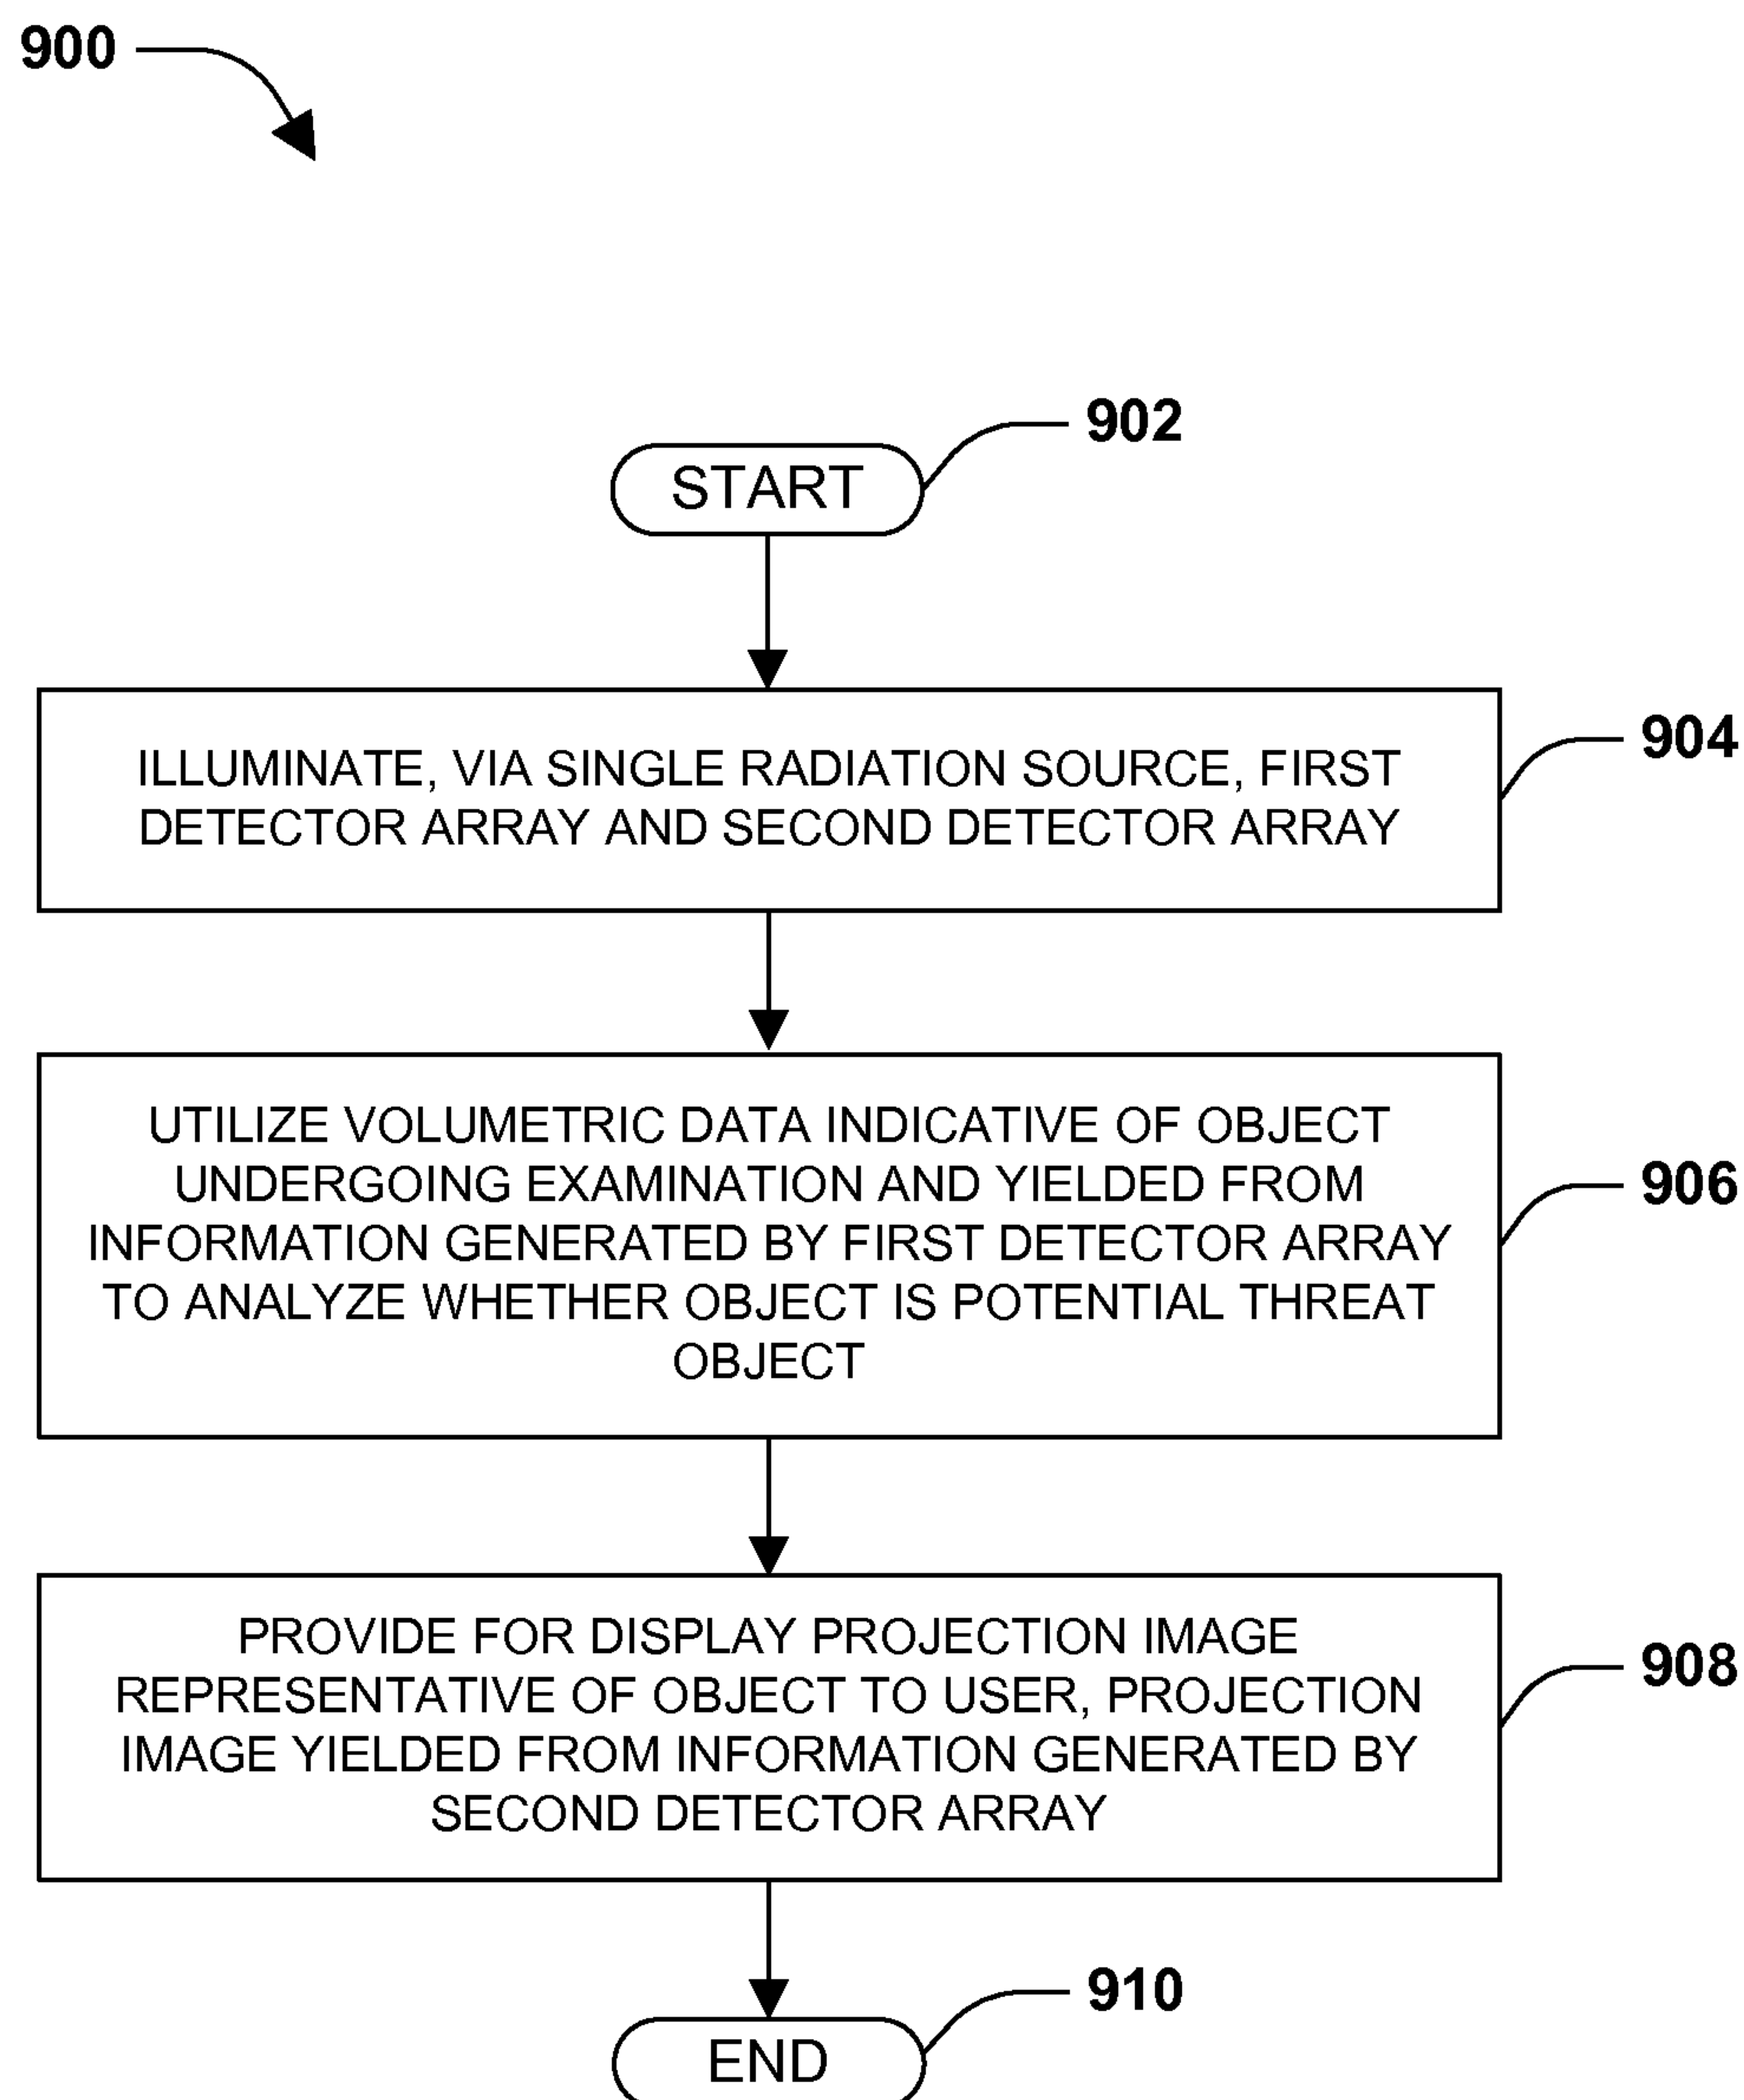 900
902
START
904
ILLUMINATE, VIA SINGLE RADIATION SOURCE, FIRST
DETECTOR ARRAY AND SECOND DETECTOR ARRAY
906
UTILIZE VOLUMETRIC DATA INDICATIVE OF OBJECT
UNDERGOING EXAMINATION AND YIELDED FROM
INFORMATION GENERATED BY FIRST DETECTOR ARRAY
TO ANALYZE WHETHER OBJECT IS POTENTIAL THREAT
OBJECT
908
PROVIDE FOR DISPLAY PROJECTION IMAGE
REPRESENTATIVE OF OBJECT TO USER, PROJECTION
IMAGE YIELDED FROM INFORMATION GENERATED BY
SECOND DETECTOR ARRAY
910
END